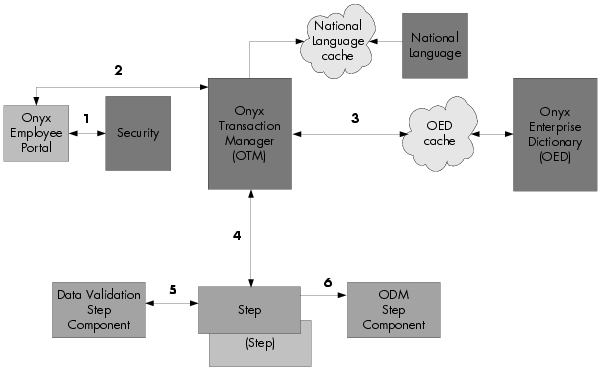 National
Language
cache
National
Language
2
Onyx
Employee
Portal
1
Security
Onyx
Transaction
Manager
(OTM)
3
OED
cache
Onyx
Enterprise
Dictionary
(OED)
4
Data Validation
Step
Component
5
Step
(Step)
6
ODM
Step
Component